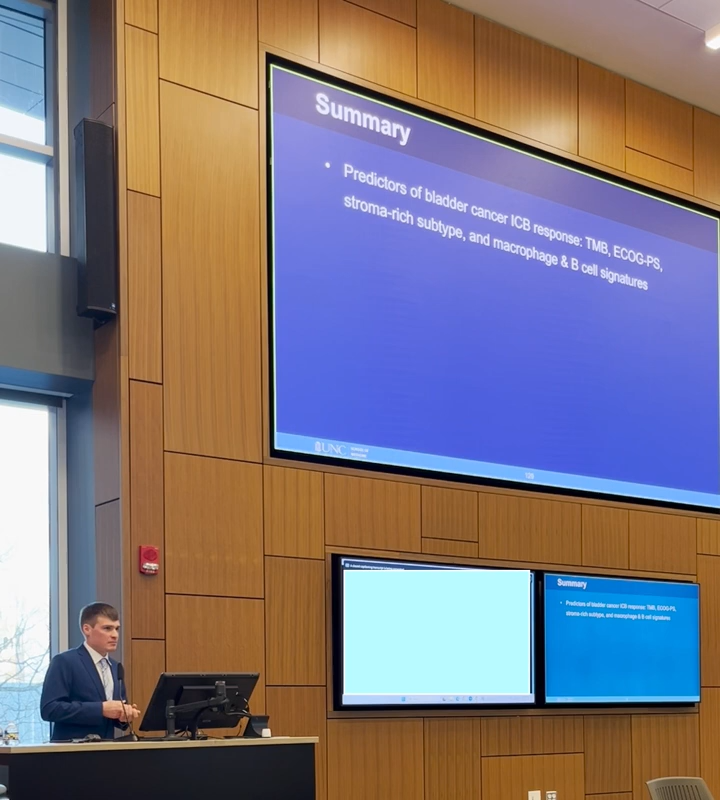 Summary
• Predictors of bladder cancer ICB response: TMB, ECOG-PS,
stroma-rich subtype, and macrophage & B cell signatures
UNC
Summary
• Predictors of bladder cancer ICB response: TMB, ECOG-PS,
stroma-rich subtype, and macrophage & B cell signatures